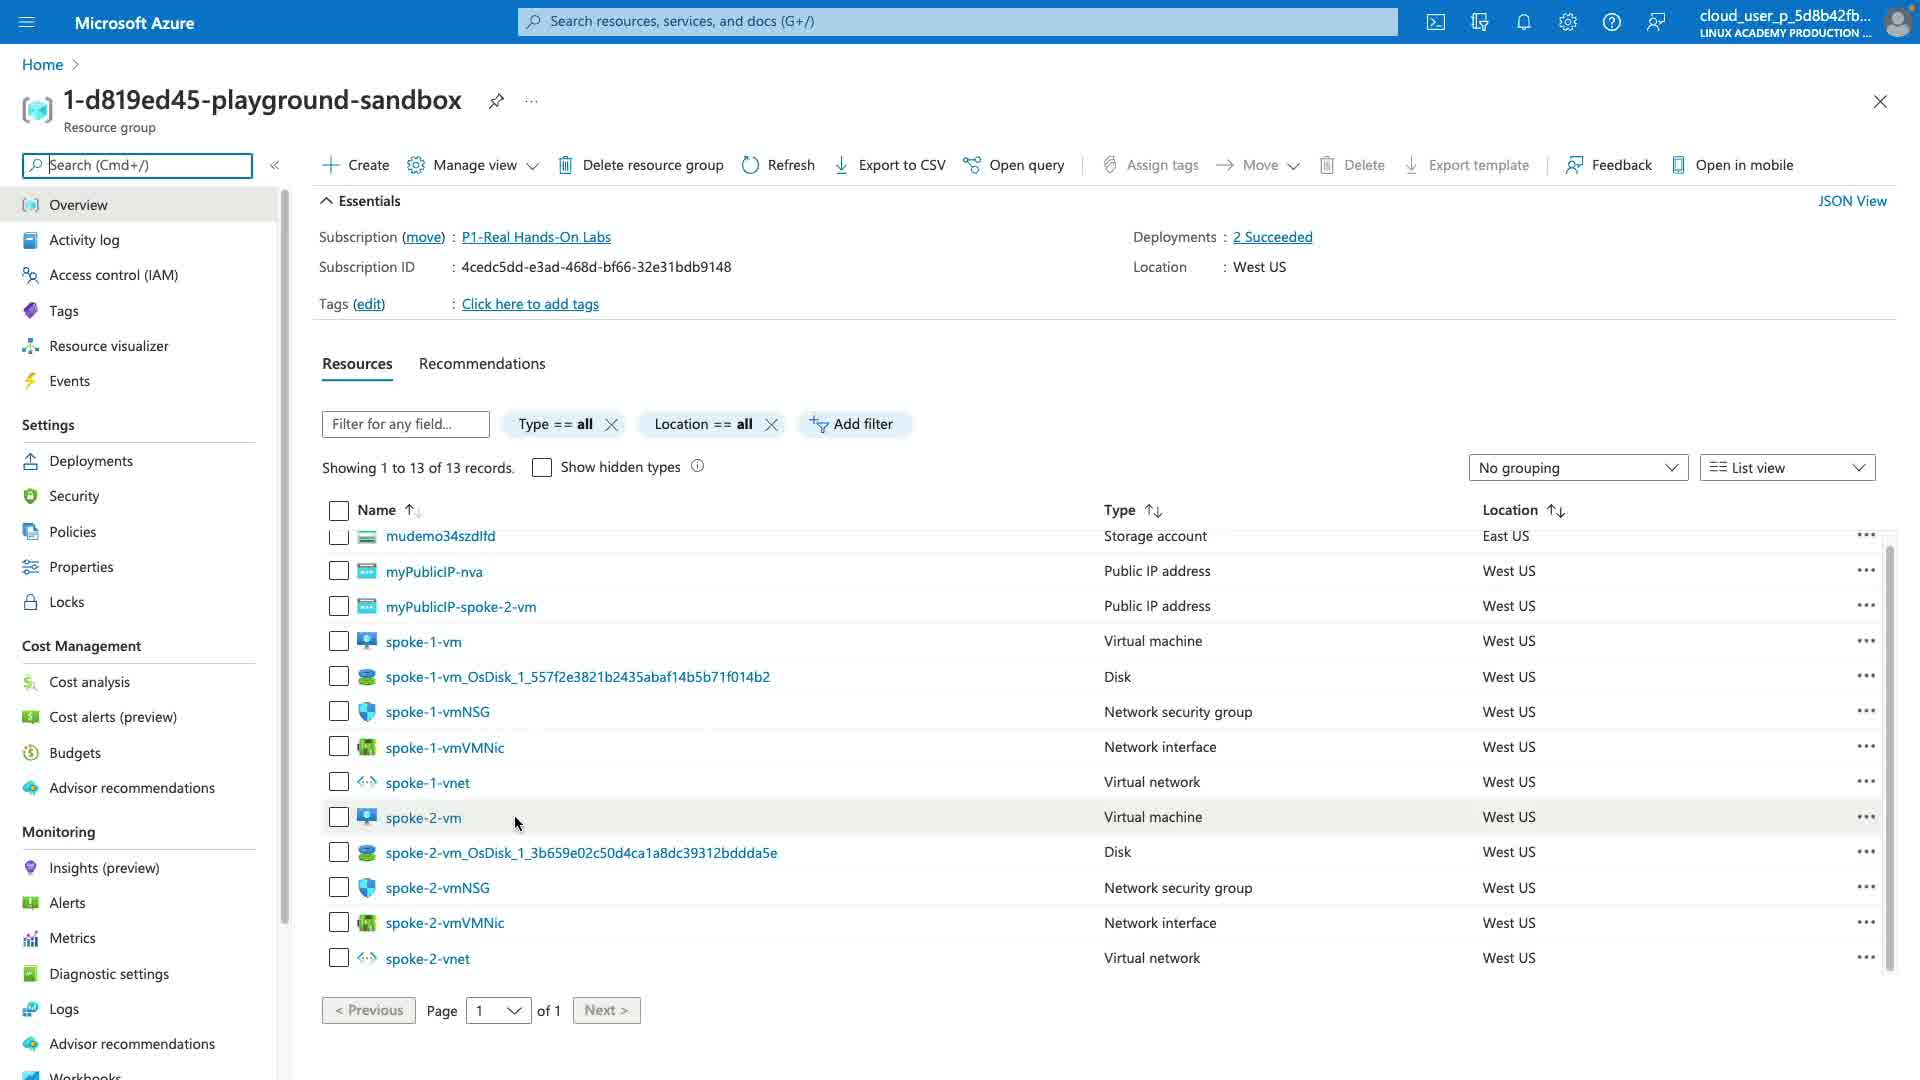 Microsoft Azure
Search resources, services, and docs (G+/)
cloud_user_p_5d8b42fb...
LINUX ACADEMY PRODUCTION ...
Home
1-d819ed45-playground-sandbox
Resource group
Search (Cmd+/)
Create
Manage view
Delete resource group
Refresh
Export to CSV
Open query
Assign tags
Move
Delete
Export template
Feedback
Open in mobile
Overview
Activity log
Access control (IAM)
Tags
Resource visualizer
Events
Settings
Deployments
Security
Policies
Properties
Locks
Cost Management
Cost analysis
Cost alerts (preview)
Budgets
Advisor recommendations
Monitoring
Insights (preview)
Alerts
Metrics
Diagnostic settings
Logs
Advisor recommendations
Workbooks
Essentials
JSON View
Subscription (move) : P1-Real Hands-On Labs
Deployments : 2 Succeeded
Subscription ID : 4cedc5dd-e3ad-468d-bf66-32e31bdb9148
Location : West US
Tags (edit) : Click here to add tags
Resources Recommendations
Filter for any field...
Type == all
Location == all
Add filter
Showing 1 to 13 of 13 records.
Show hidden types
No grouping
List view
Name Type Location
mudemo34szdlfd Storage account East US
myPublicIP-nva Public IP address West US
myPublicIP-spoke-2-vm Public IP address West US
spoke-1-vm Virtual machine West US
spoke-1-vm_OsDisk_1_557f2e3821b2435abaf14b5b71f014b2 Disk West US
spoke-1-vmNSG Network security group West US
spoke-1-vmVMNic Network interface West US
spoke-1-vnet Virtual network West US
spoke-2-vm Virtual machine West US
spoke-2-vm_OsDisk_1_3b659e02c50d4ca1a8dc39312bddda5e Disk West US
spoke-2-vmNSG Network security group West US
spoke-2-vmVMNic Network interface West US
spoke-2-vnet Virtual network West US
< Previous Page 1 of 1 Next >